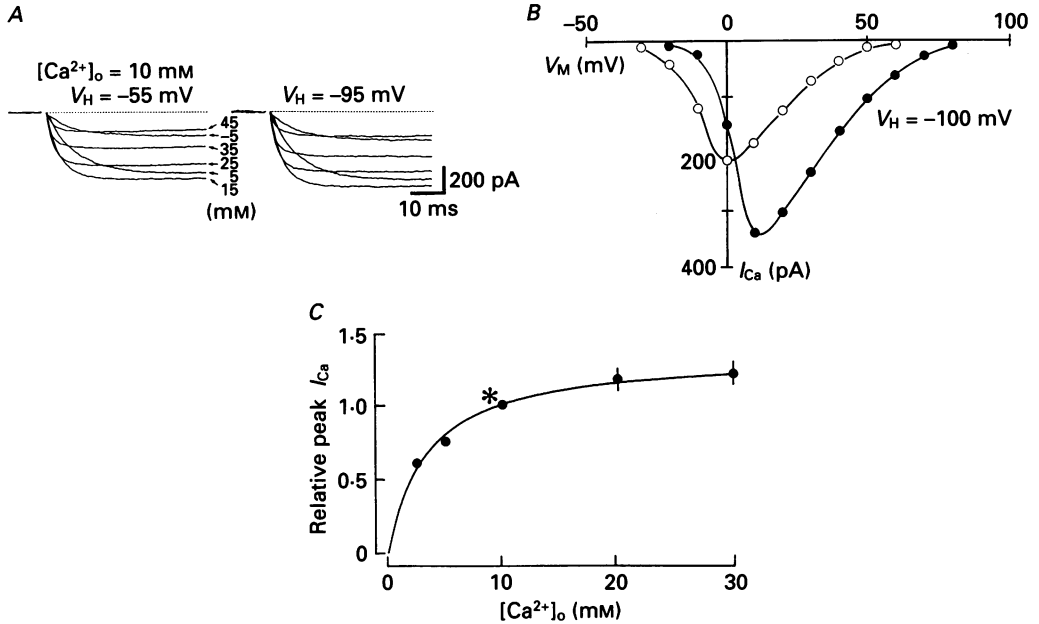 A
[Ca²⁺]ₒ = 10 mM
V_H = –55 mV
V_H = –95 mV
45
–5
35
25
5
15
(mM)
200 pA
10 ms
B
–50 0 50 100
V_M (mV)
V_H = –100 mV
200
400
I_Ca (pA)
C
1·5
1·0
0·5
0
Relative peak I_Ca
*
0 10 20 30
[Ca²⁺]ₒ (mM)